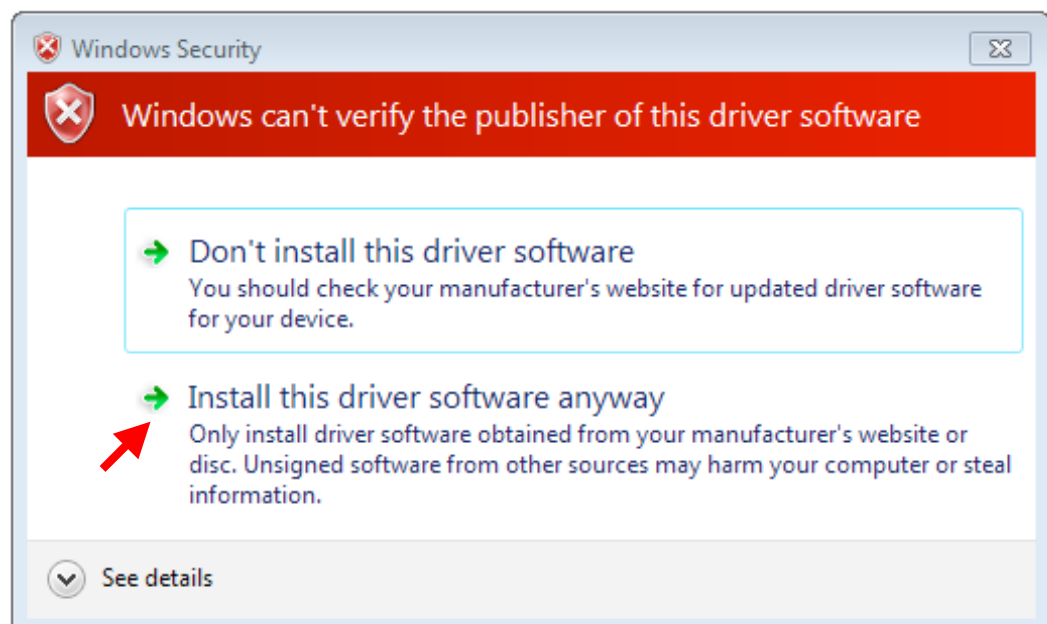 Windows Security
Windows can't verify the publisher of this driver software
Don't install this driver software
You should check your manufacturer's website for updated driver software
for your device.
Install this driver software anyway
Only install driver software obtained from your manufacturer's website or
disc. Unsigned software from other sources may harm your computer or steal
information.
See details